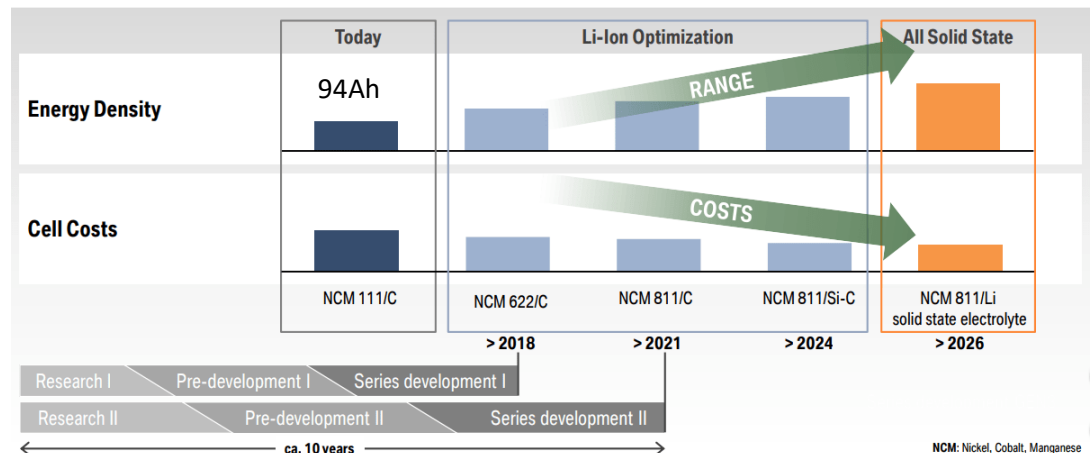 Today
Li-Ion Optimization
All Solid State
Energy Density
94Ah
RANGE
Cell Costs
COSTS
NCM 111/C
NCM 622/C
NCM 811/C
NCM 811/Si-C
NCM 811/Li
solid state electrolyte
> 2018
> 2021
> 2024
> 2026
Research I
Pre-development I
Series development I
Research II
Pre-development II
Series development II
ca. 10 years
NCM: Nickel, Cobalt, Manganese